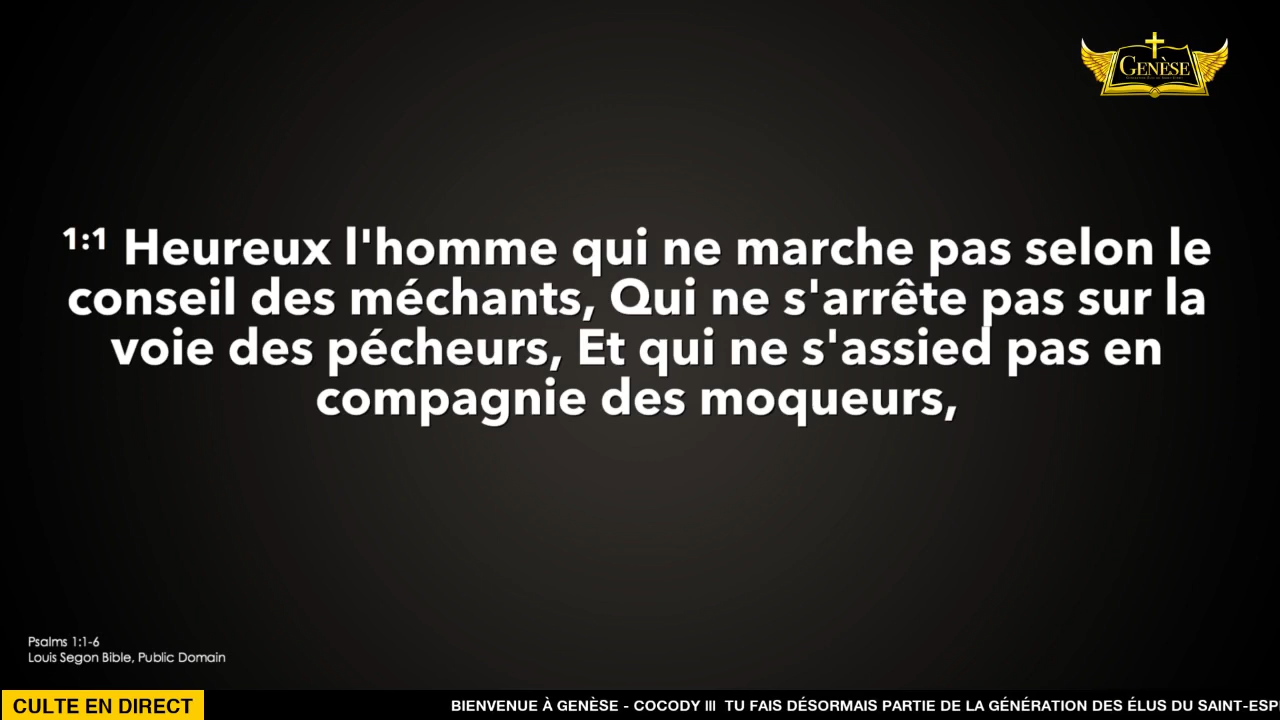 GENÈSE
1:1 Heureux l'homme qui ne marche pas selon le
conseil des méchants, Qui ne s'arrête pas sur la
voie des pécheurs, Et qui ne s'assied pas en
compagnie des moqueurs,
Psalms 1:1-6
Louis Segon Bible, Public Domain
CULTE EN DIRECT
BIENVENUE À GENÈSE - COCODY III TU FAIS DÉSORMAIS PARTIE DE LA GÉNÉRATION DES ÉLUS DU SAINT-ESP